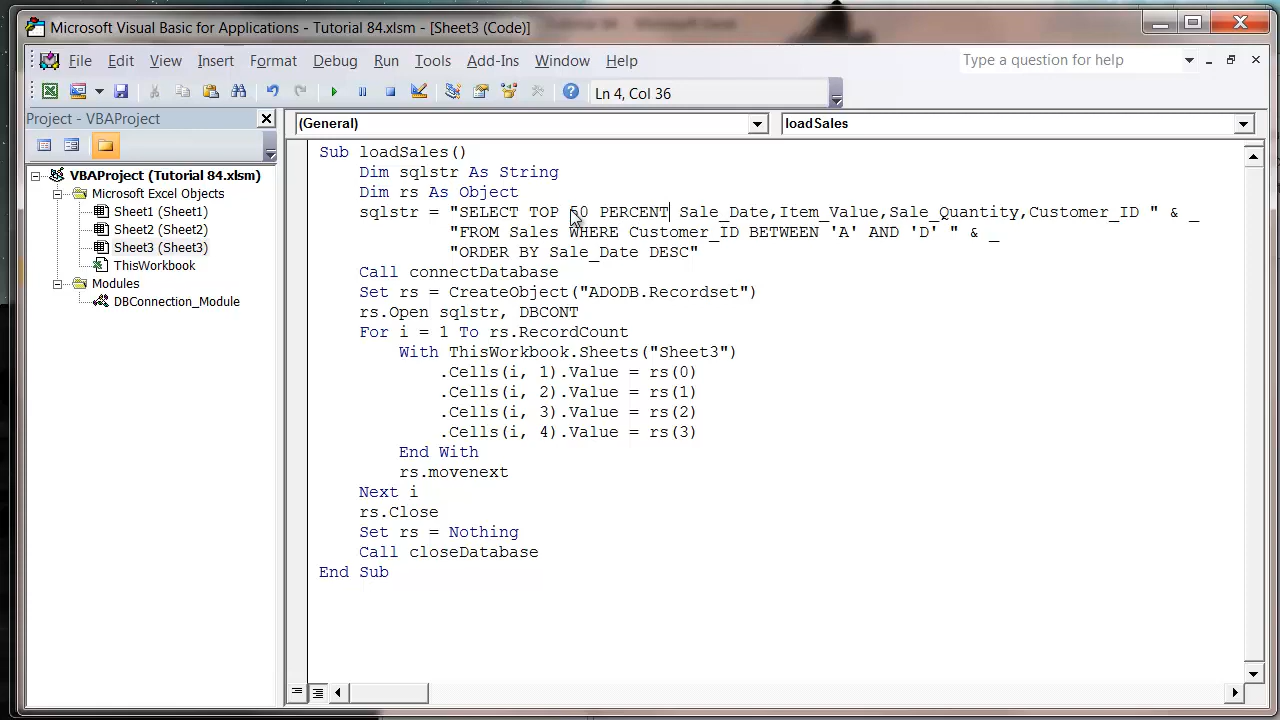 Microsoft Visual Basic for Applications - Tutorial 84.xlsm - [Sheet3 (Code)]
File Edit View Insert Format Debug Run Tools Add-Ins Window Help
Type a question for help
Ln 4, Col 36
Project - VBAProject
(General)
loadSales
VBAProject (Tutorial 84.xlsm)
Microsoft Excel Objects
Sheet1 (Sheet1)
Sheet2 (Sheet2)
Sheet3 (Sheet3)
ThisWorkbook
Modules
DBConnection_Module
Sub loadSales()
Dim sqlstr As String
Dim rs As Object
sqlstr = "SELECT TOP 50 PERCENT Sale_Date,Item_Value,Sale_Quantity,Customer_ID " & _
"FROM Sales WHERE Customer_ID BETWEEN 'A' AND 'D' " & _
"ORDER BY Sale_Date DESC"
Call connectDatabase
Set rs = CreateObject("ADODB.Recordset")
rs.Open sqlstr, DBCONT
For i = 1 To rs.RecordCount
With ThisWorkbook.Sheets("Sheet3")
.Cells(i, 1).Value = rs(0)
.Cells(i, 2).Value = rs(1)
.Cells(i, 3).Value = rs(2)
.Cells(i, 4).Value = rs(3)
End With
rs.movenext
Next i
rs.Close
Set rs = Nothing
Call closeDatabase
End Sub